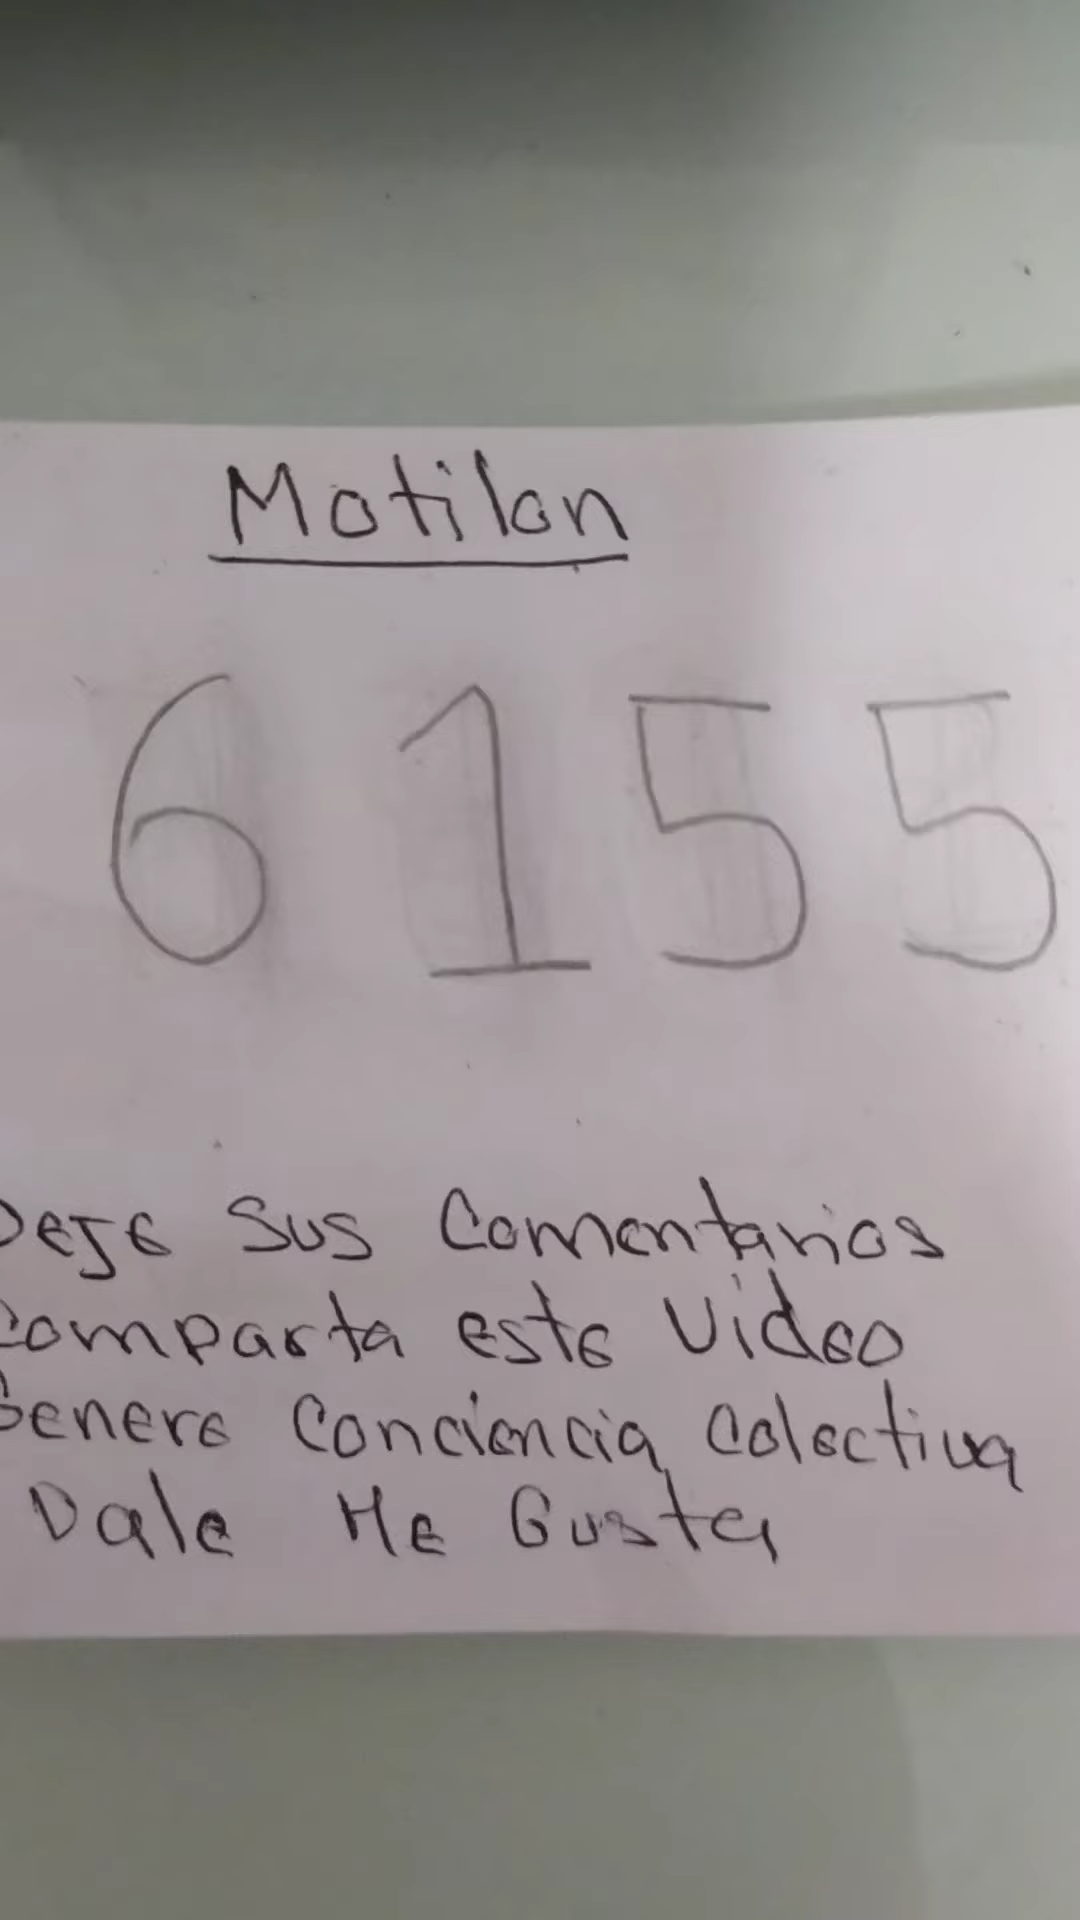 Motilon
6155
Deje Sus Comentarios
Comparta este Video
Genere Conciencia Colectiva
Dale Me Gusta